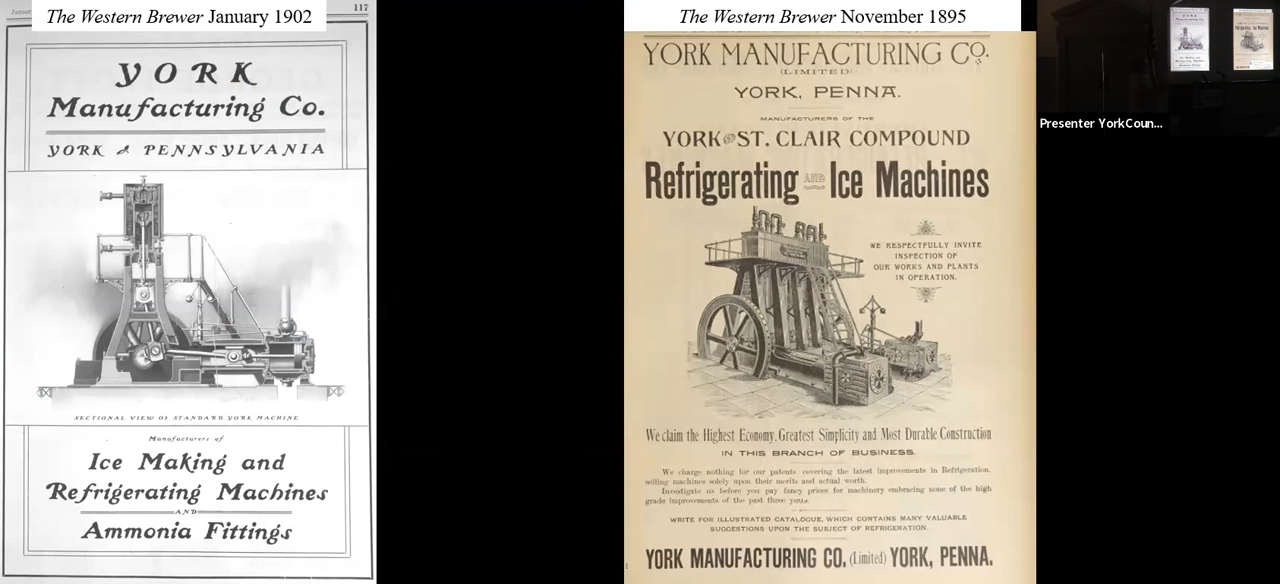 The Western Brewer January 1902
117
YORK
Manufacturing Co.
YORK & PENNSYLVANIA
SECTIONAL VIEW OF STANDARD YORK MACHINE
Manufacturers of
Ice Making and
Refrigerating Machines
AND
Ammonia Fittings
The Western Brewer November 1895
YORK MANUFACTURING CO.
(LIMITED)
YORK, PENNA.
MANUFACTURERS OF THE
YORK AND ST. CLAIR COMPOUND
Refrigerating AND Ice Machines
WE RESPECTFULLY INVITE
INSPECTION OF
OUR WORKS AND PLANTS
IN OPERATION.
We claim the Highest Economy, Greatest Simplicity and Most Durable Construction
IN THIS BRANCH OF BUSINESS.
We charge nothing for our patents covering the latest improvements in Refrigeration,
selling machines solely upon their merits and actual worth.
Investigate us before you pay fancy prices for machinery embracing none of the high
grade improvements of the past three years.
WRITE FOR ILLUSTRATED CATALOGUE, WHICH CONTAINS MANY VALUABLE
SUGGESTIONS UPON THE SUBJECT OF REFRIGERATION.
YORK MANUFACTURING CO. (Limited) YORK, PENNA.
Presenter YorkCoun...